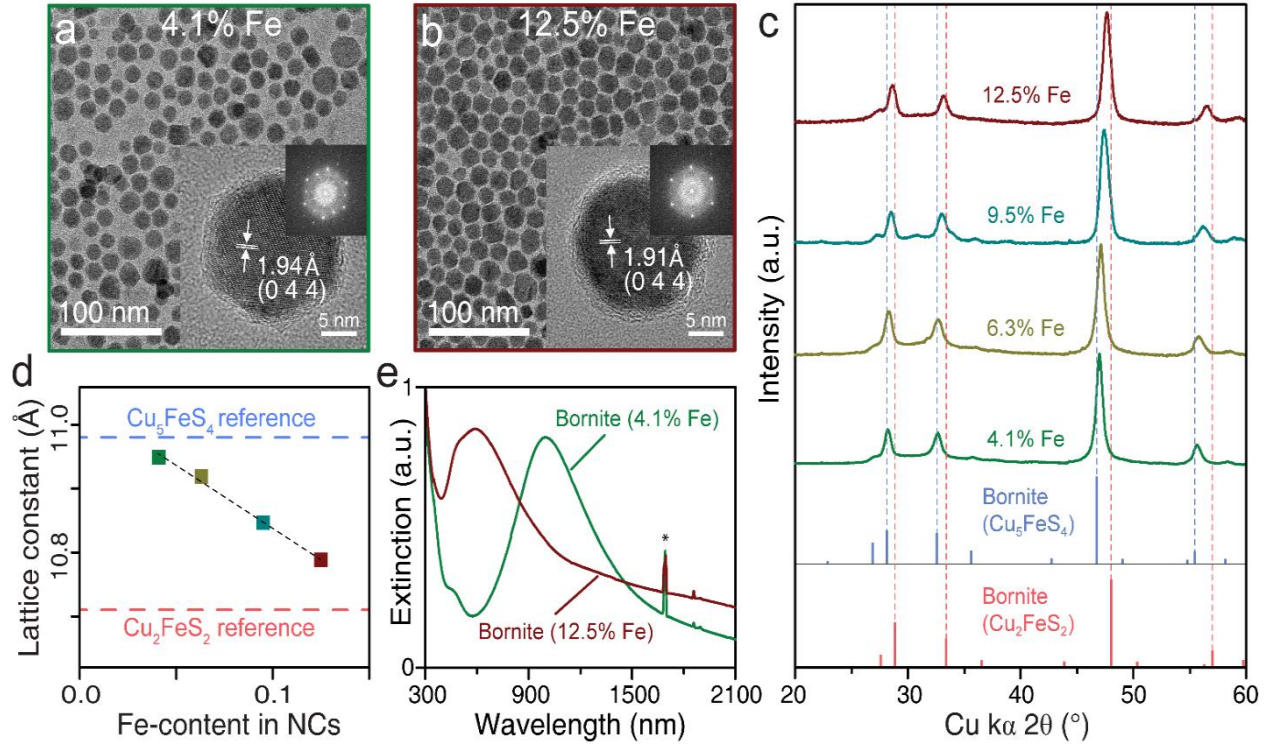 a
4.1% Fe
1.94Å
(0 4 4)
100 nm
5 nm
b
12.5% Fe
1.91Å
(0 4 4)
100 nm
5 nm
c
12.5% Fe
9.5% Fe
6.3% Fe
4.1% Fe
Bornite
(Cu₅FeS₄)
Bornite
(Cu₂FeS₂)
Intensity (a.u.)
20 30 40 50 60
Cu kα 2θ (°)
d
Cu₅FeS₄ reference
Cu₂FeS₂ reference
Lattice constant (Å)
11.0
10.8
0.0 0.1
Fe-content in NCs
e
Bornite (4.1% Fe)
*
Bornite (12.5% Fe)
Extinction (a.u.)
1
0
300 900 1500 2100
Wavelength (nm)